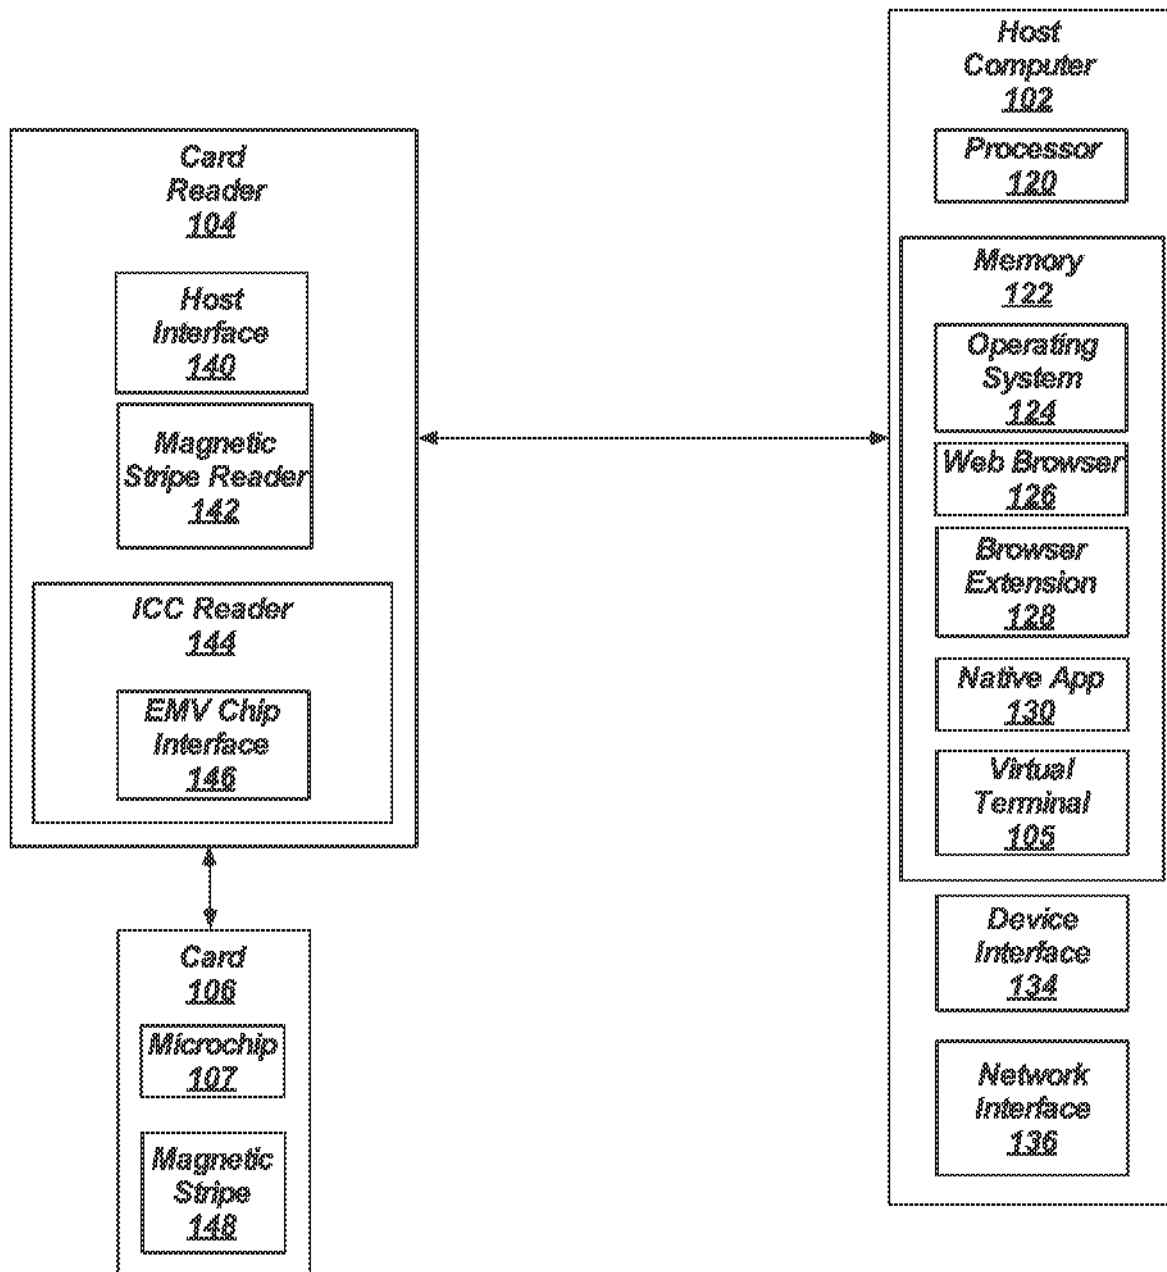 Host
Computer
102
Processor
120
Memory
122
Operating
System
124
Web Browser
126
Browser
Extension
128
Native App
130
Virtual
Terminal
105
Device
Interface
134
Network
Interface
136
Card
Reader
104
Host
Interface
140
Magnetic
Stripe Reader
142
ICC Reader
144
EMV Chip
Interface
146
Card
106
Microchip
107
Magnetic
Stripe
148